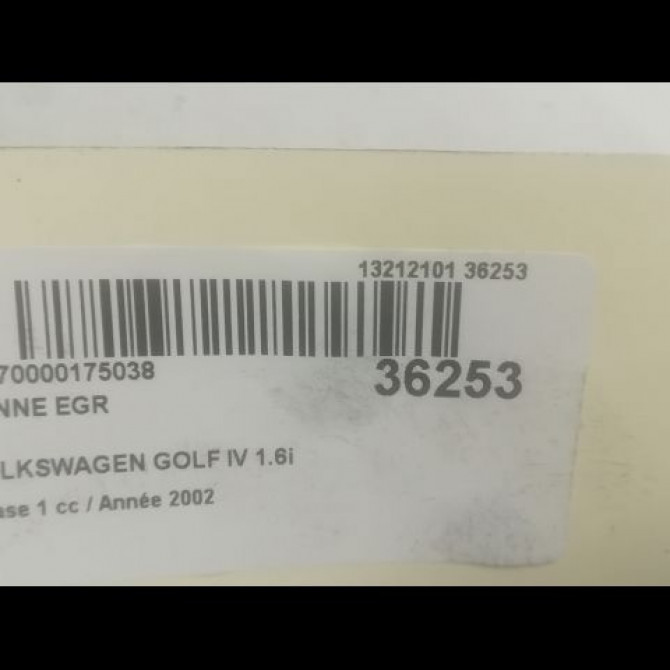 13212101 36253
70000175038
36253
NNE EGR
LKSWAGEN GOLF IV 1.6i
ase 1 cc / Année 2002